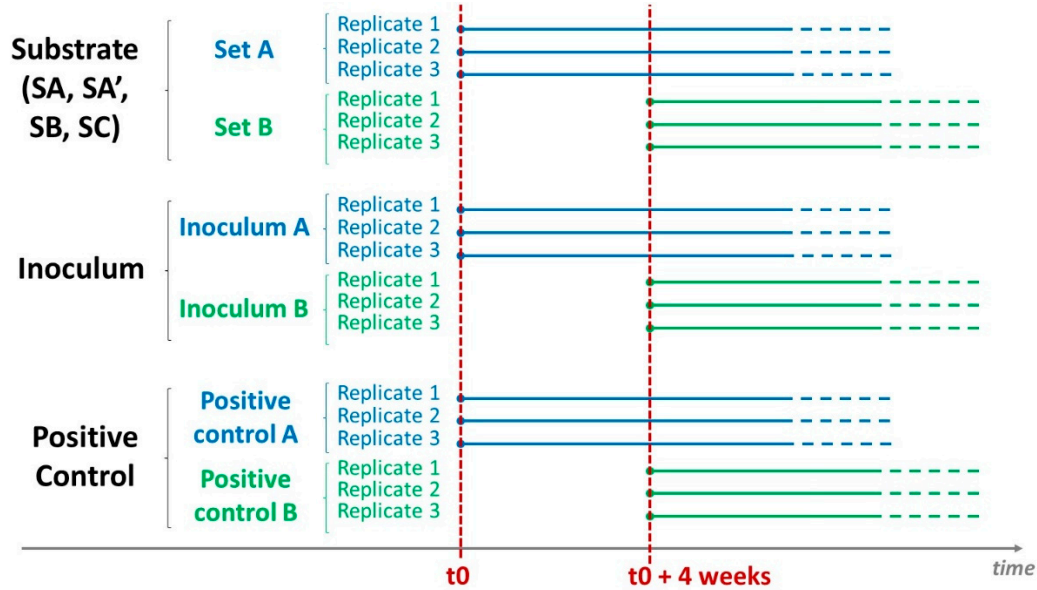 Substrate
(SA, SA’,
SB, SC)
Set A
Replicate 1
Replicate 2
Replicate 3
Set B
Replicate 1
Replicate 2
Replicate 3
Inoculum
Inoculum A
Replicate 1
Replicate 2
Replicate 3
Inoculum B
Replicate 1
Replicate 2
Replicate 3
Positive
Control
Positive
control A
Replicate 1
Replicate 2
Replicate 3
Positive
control B
Replicate 1
Replicate 2
Replicate 3
t0
t0 + 4 weeks
time